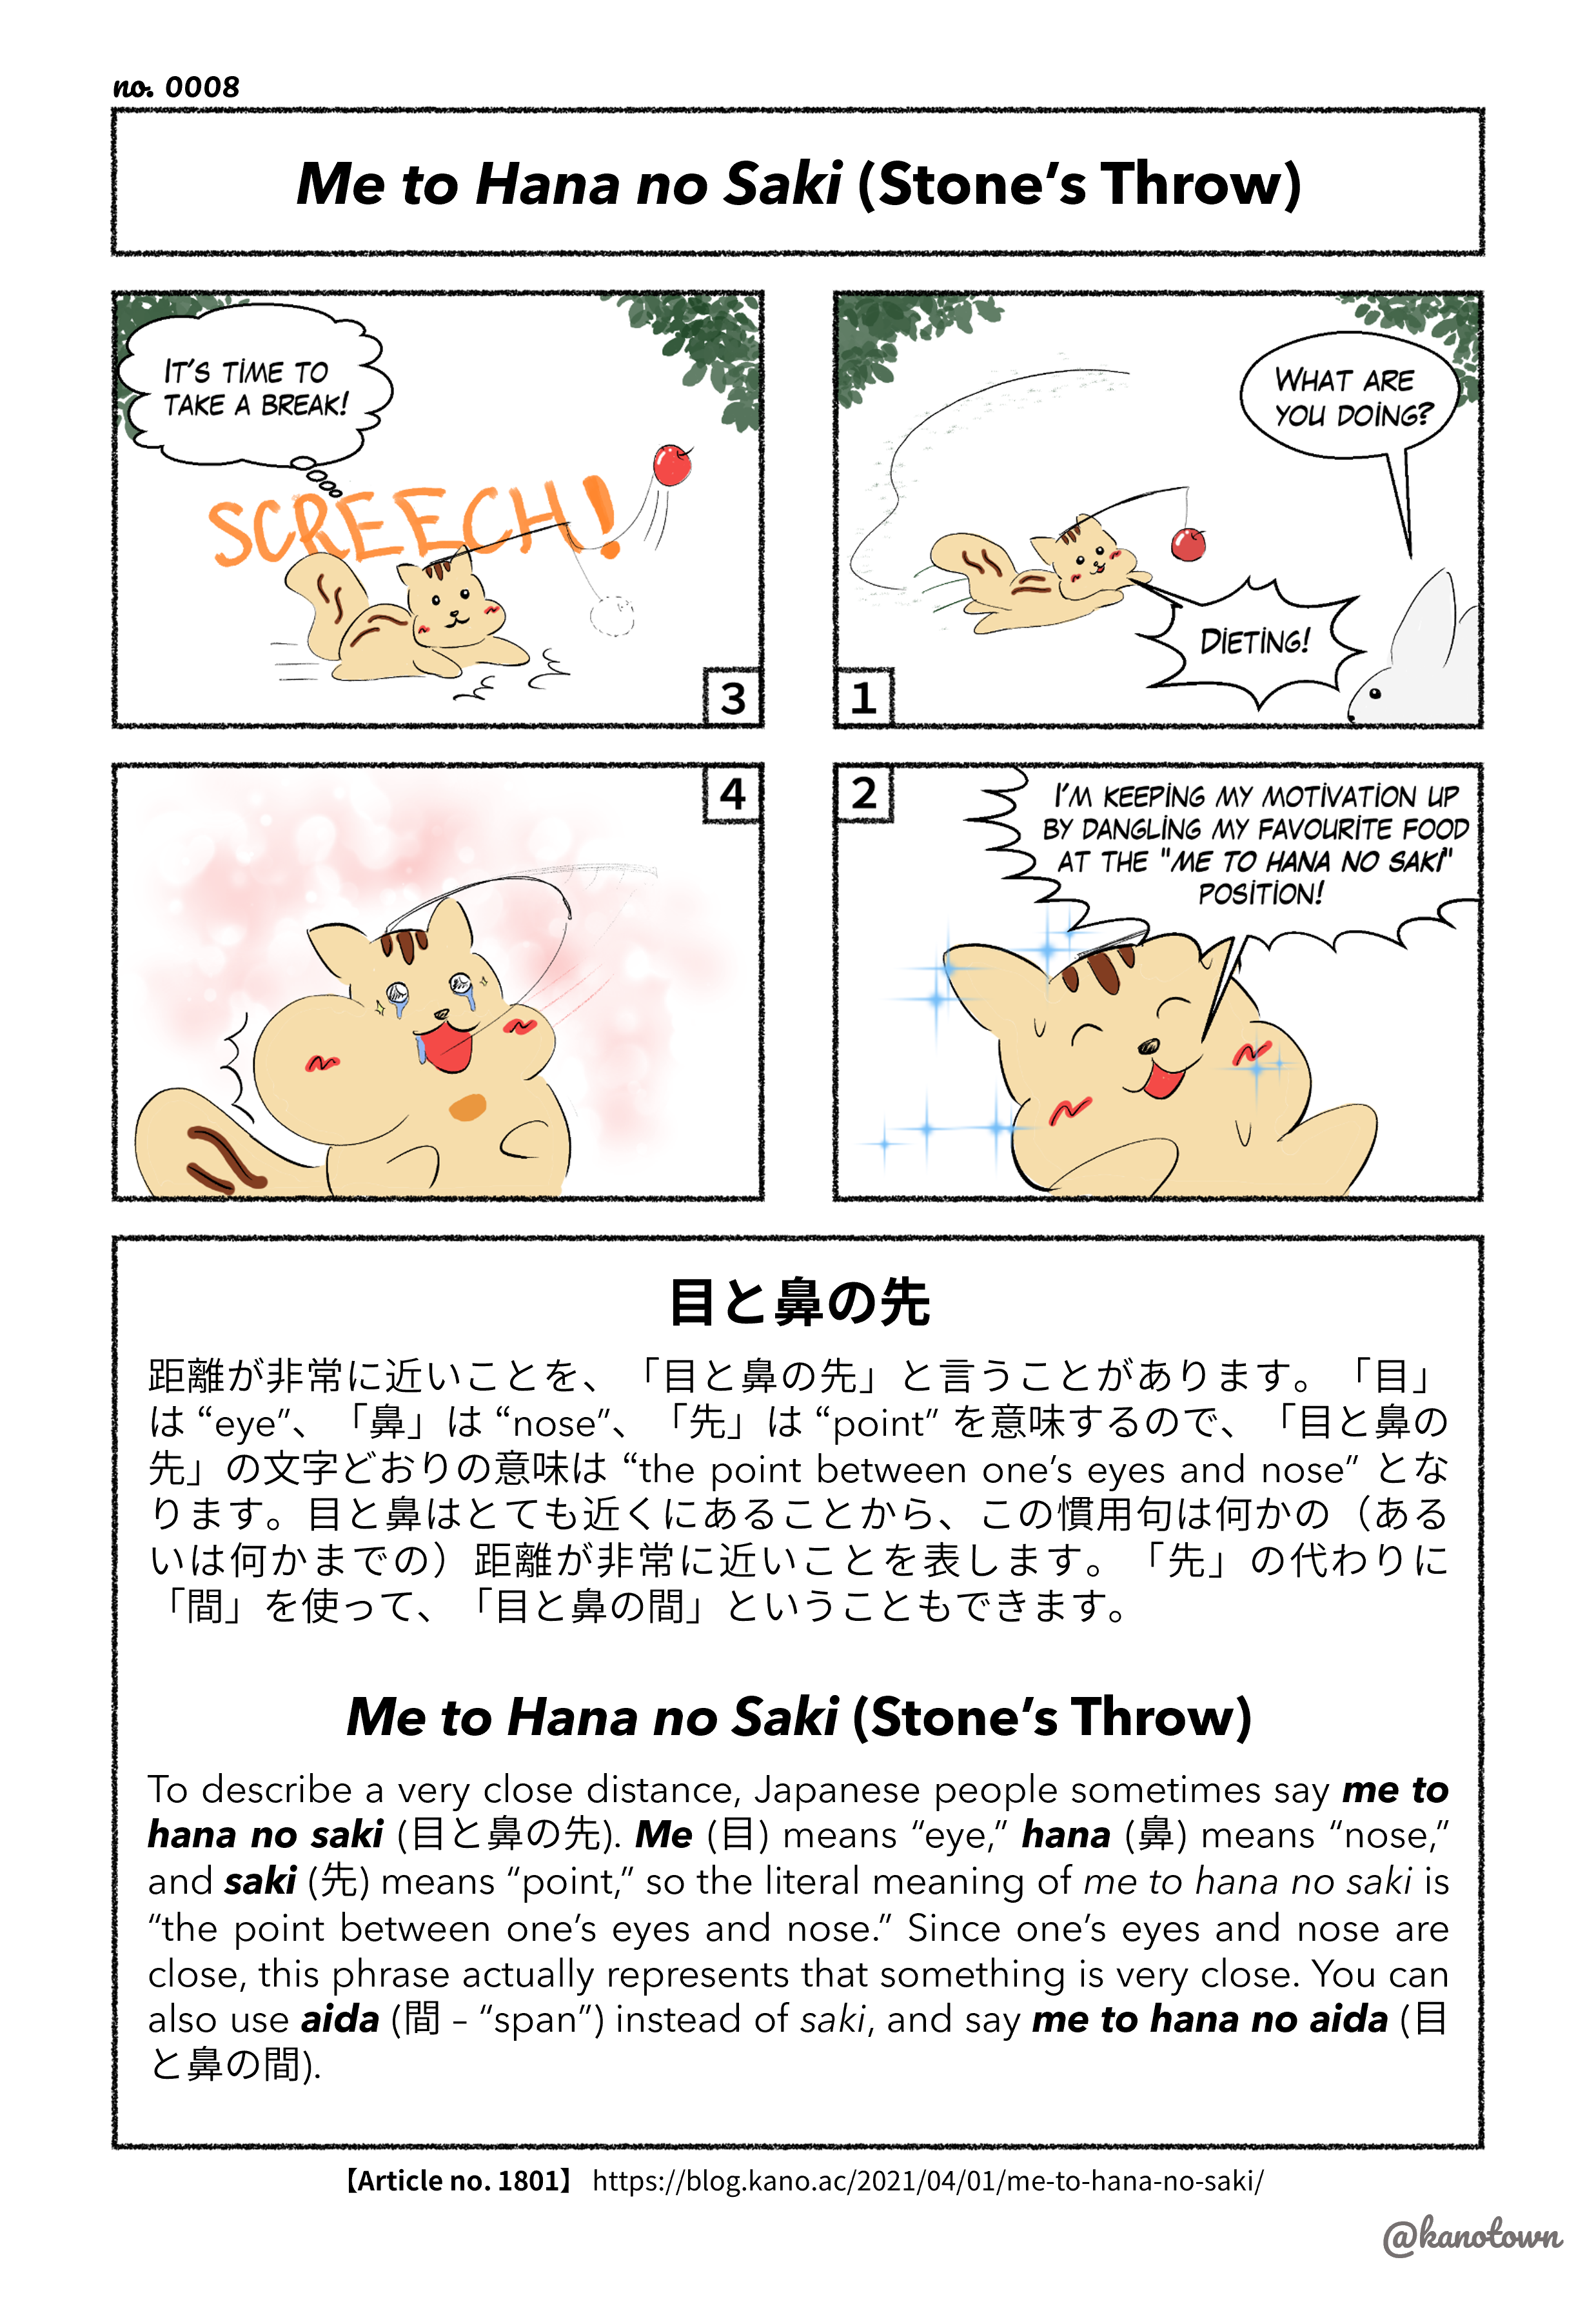 no. 0008
Me to Hana no Saki (Stone’s Throw)
WHAT ARE
YOU DOING?
DIETING!
1
2
I’M KEEPING MY MOTIVATION UP
BY DANGLING MY FAVOURITE FOOD
AT THE "ME TO HANA NO SAKI"
POSITION!
IT’S TIME TO
TAKE A BREAK!
SCREECH!
3
4
目と鼻の先
距離が非常に近いことを、「目と鼻の先」と言うことがあります。「目」
は “eye”、「鼻」は “nose”、「先」は “point” を意味するので、「目と鼻の
先」の文字どおりの意味は “the point between one’s eyes and nose” とな
ります。目と鼻はとても近くにあることから、この慣用句は何かの（ある
いは何かまでの）距離が非常に近いことを表します。「先」の代わりに
「間」を使って、「目と鼻の間」ということもできます。
Me to Hana no Saki (Stone’s Throw)
To describe a very close distance, Japanese people sometimes say me to
hana no saki (目と鼻の先). Me (目) means “eye,” hana (鼻) means “nose,”
and saki (先) means “point,” so the literal meaning of me to hana no saki is
“the point between one’s eyes and nose.” Since one’s eyes and nose are
close, this phrase actually represents that something is very close. You can
also use aida (間 – “span”) instead of saki, and say me to hana no aida (目
と鼻の間).
【Article no. 1801】 https://blog.kano.ac/2021/04/01/me-to-hana-no-saki/
@kanotown